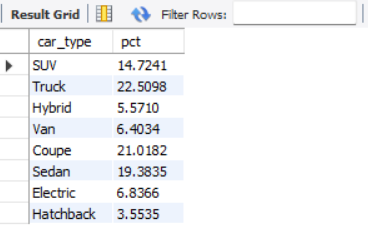 Result Grid Filter Rows:
car_type pct
SUV 14.7241
Truck 22.5098
Hybrid 5.5710
Van 6.4034
Coupe 21.0182
Sedan 19.3835
Electric 6.8366
Hatchback 3.5535